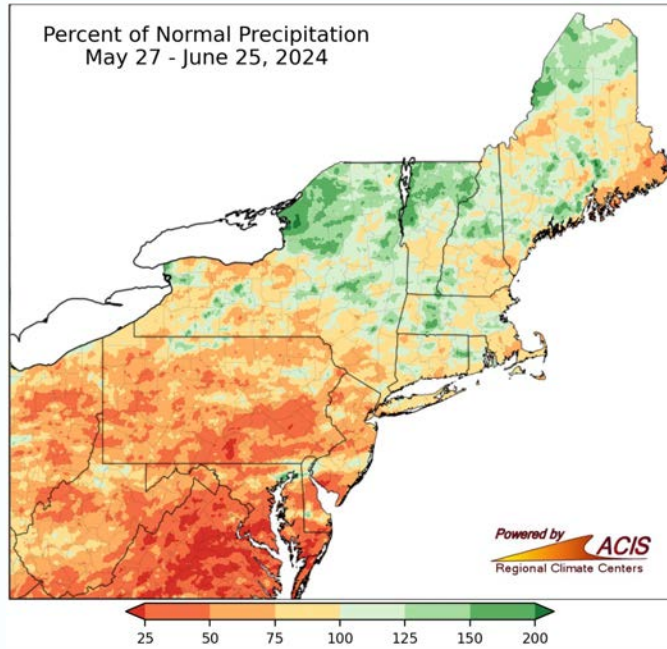 Percent of Normal Precipitation
May 27 - June 25, 2024
Powered by
ACIS
Regional Climate Centers
25 50 75 100 125 150 200